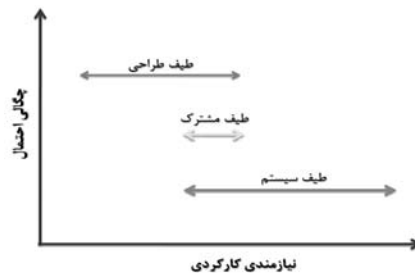 طیف طراحی
طیف مشترک
طیف سیستم
چگالی احتمال
نیازمندی کارکردی